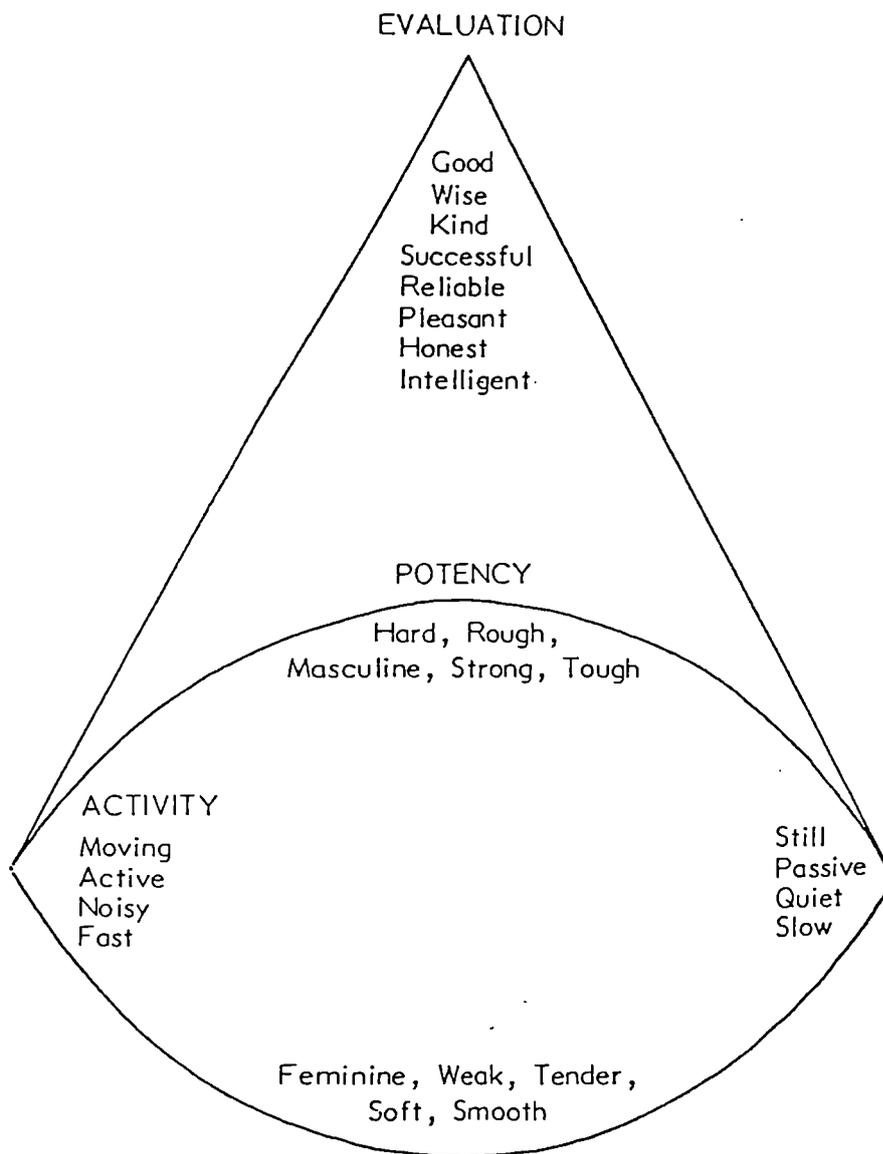 EVALUATION
Good
Wise
Kind
Successful
Reliable
Pleasant
Honest
Intelligent
POTENCY
Hard, Rough,
Masculine, Strong, Tough
ACTIVITY
Moving
Active
Noisy
Fast
Still
Passive
Quiet
Slow
Feminine, Weak, Tender,
Soft, Smooth